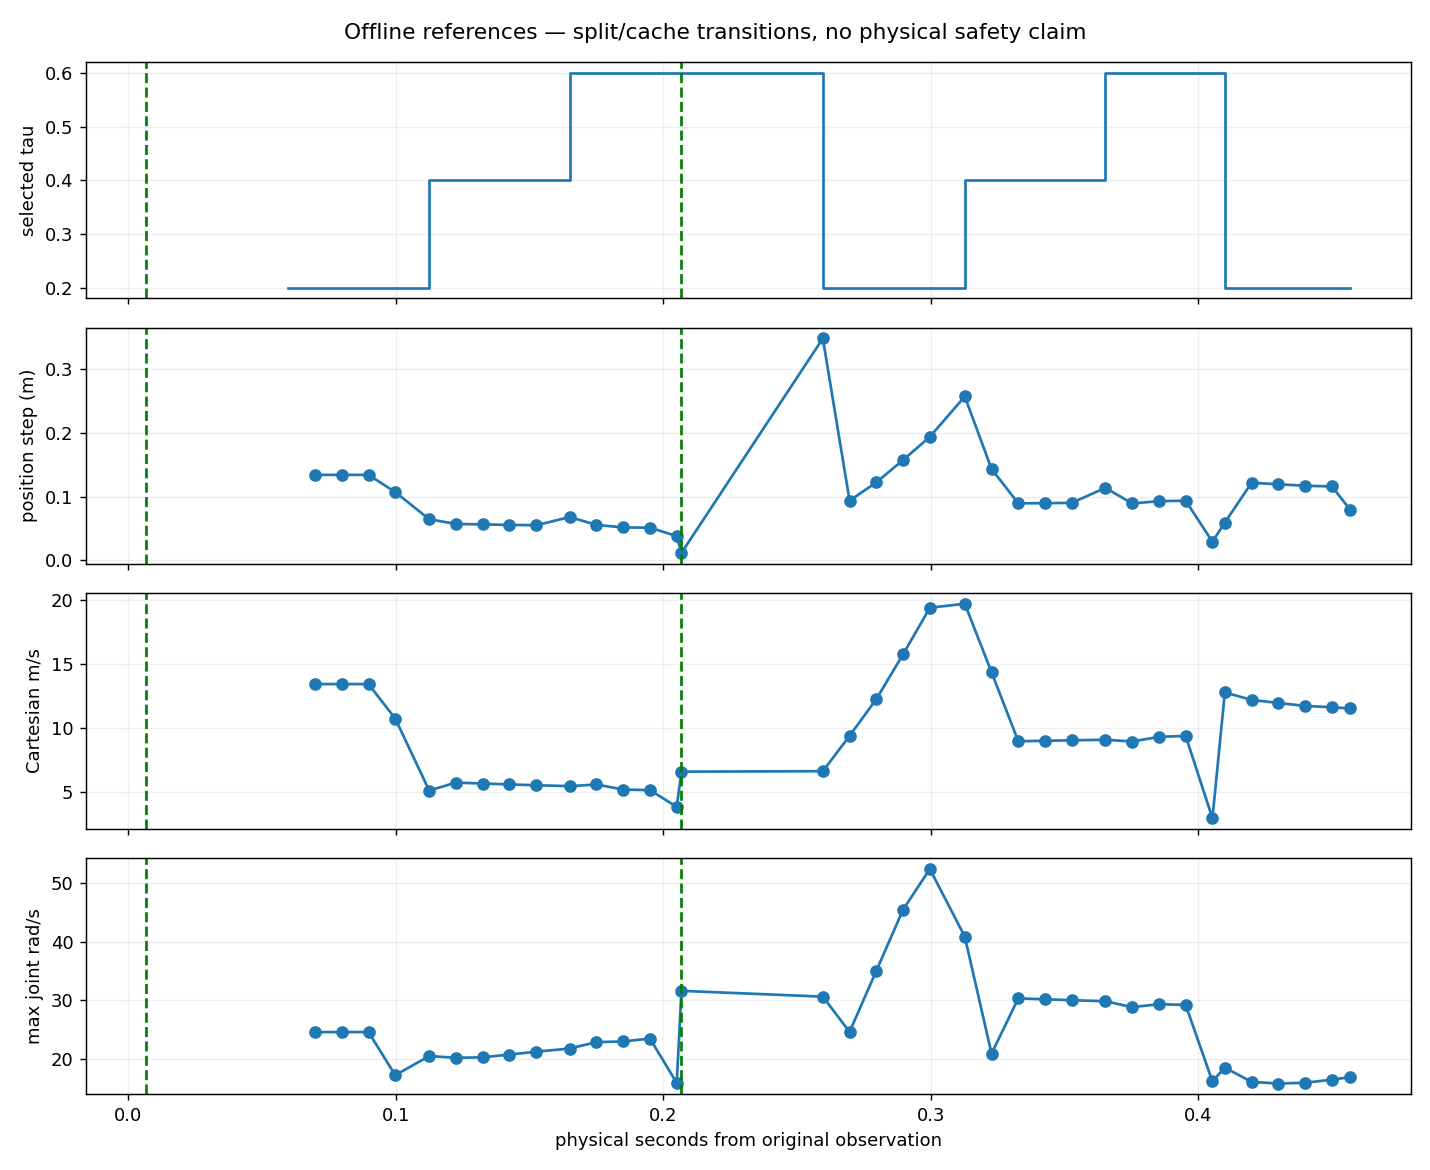 Offline references — split/cache transitions, no physical safety claim
selected tau
0.6
0.5
0.4
0.3
0.2
position step (m)
0.3
0.2
0.1
0.0
Cartesian m/s
20
15
10
5
max joint rad/s
50
40
30
20
0.0 0.1 0.2 0.3 0.4
physical seconds from original observation